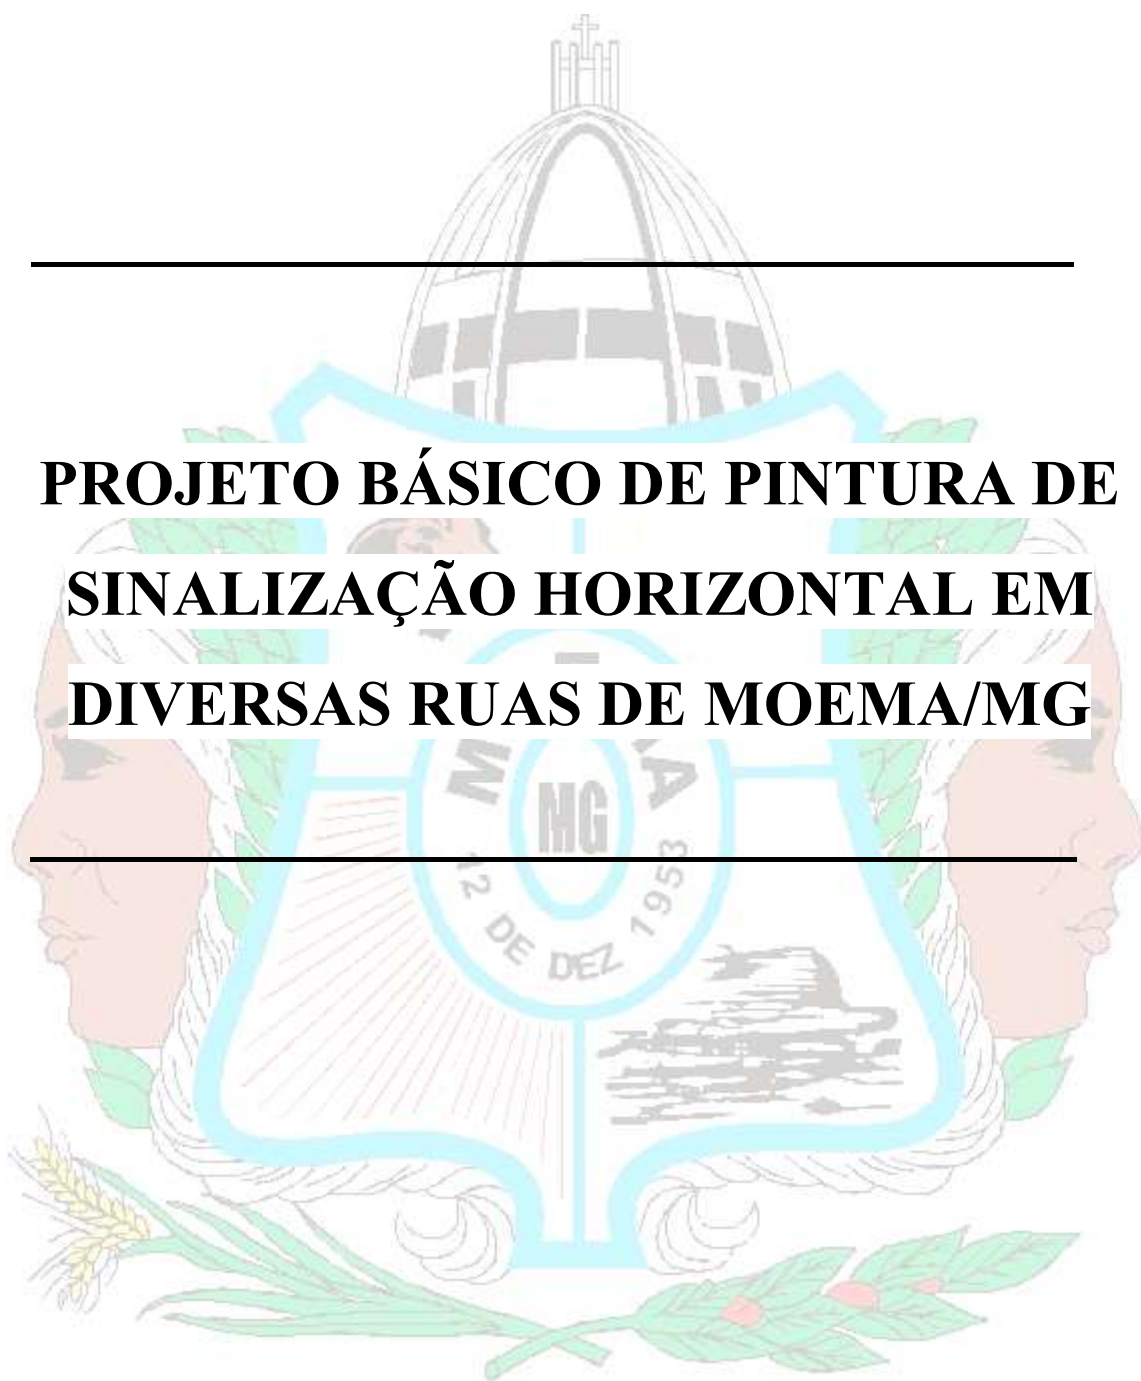 PROJETO BÁSICO DE PINTURA DE
SINALIZAÇÃO HORIZONTAL EM
DIVERSAS RUAS DE MOEMA/MG
MG
12 DE DEZ 1953